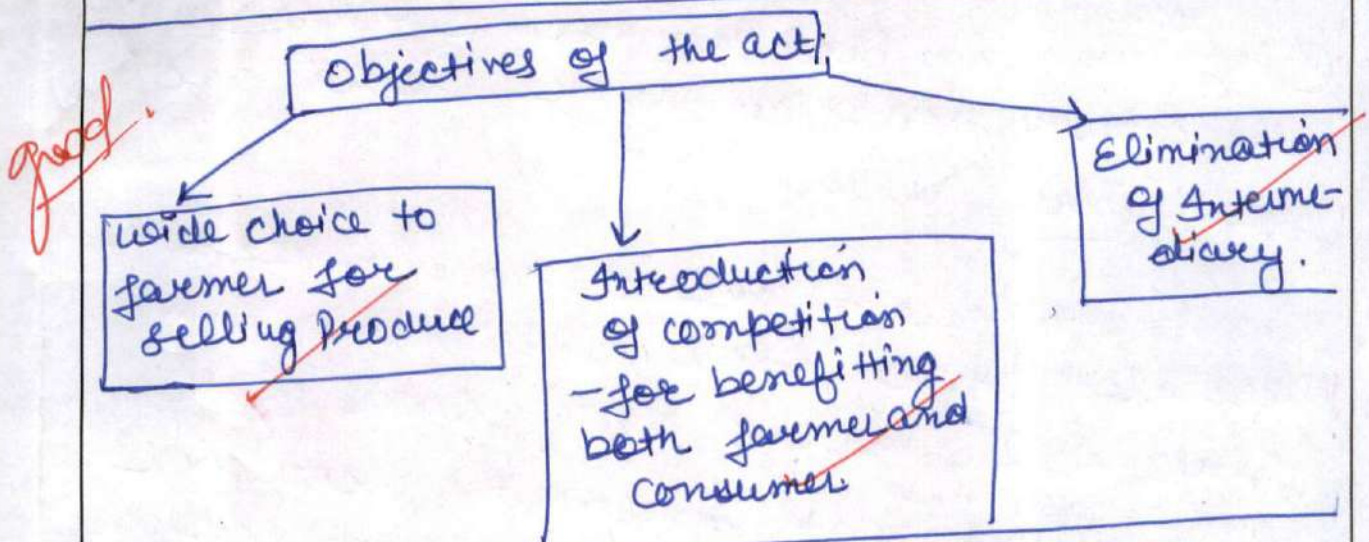 Objectives of the act
good.
wide choice to
farmer for
selling Produce
Introduction
of competition
- for benefitting
both farmer and
consumer
Elimination
of Interme-
diary.